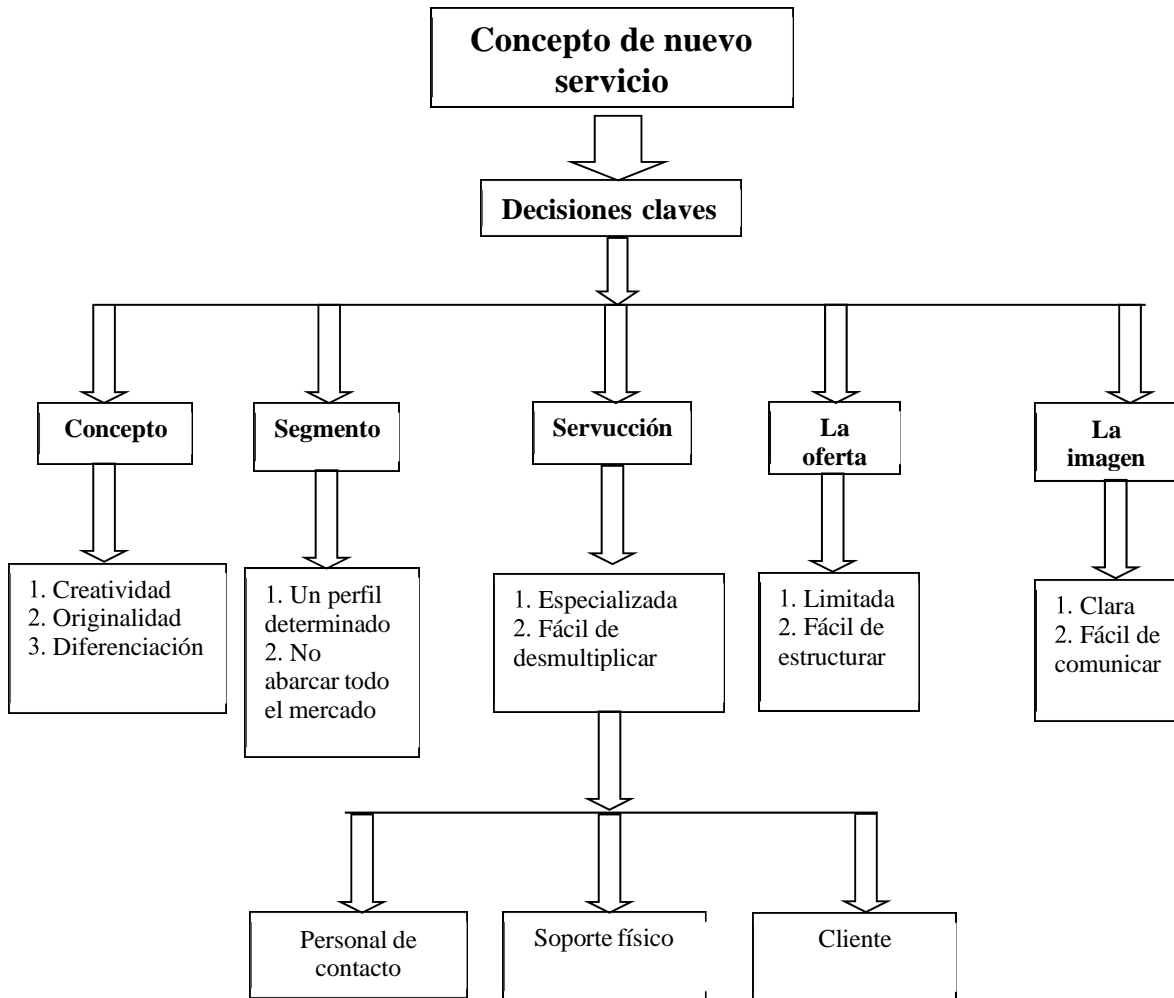 Concepto de nuevo
servicio
Decisiones claves
Concepto
Segmento
Servucción
La
oferta
La
imagen
1. Creatividad
2. Originalidad
3. Diferenciación
1. Un perfil
determinado
2. No
abarcar todo
el mercado
1. Especializada
2. Fácil de
desmultiplicar
1. Limitada
2. Fácil de
estructurar
1. Clara
2. Fácil de
comunicar
Personal de
contacto
Soporte físico
Cliente